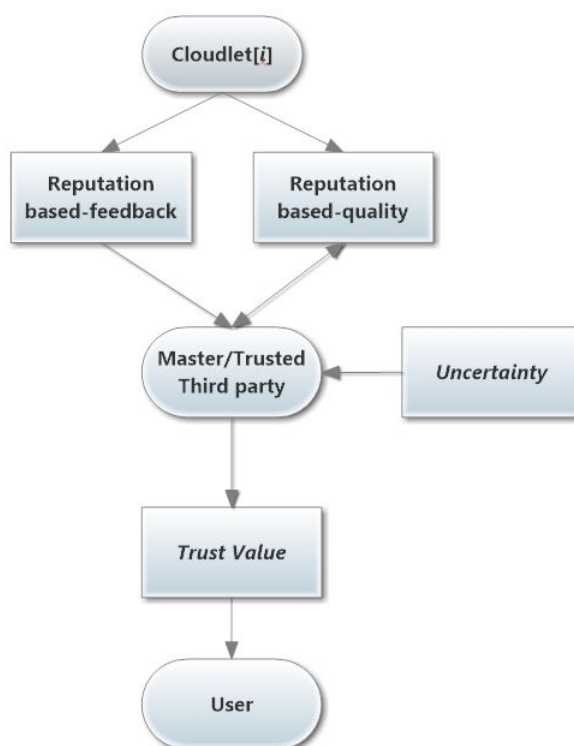 Cloudlet[i]
Reputation
based-feedback
Reputation
based-quality
Master/Trusted
Third party
Uncertainty
Trust Value
User